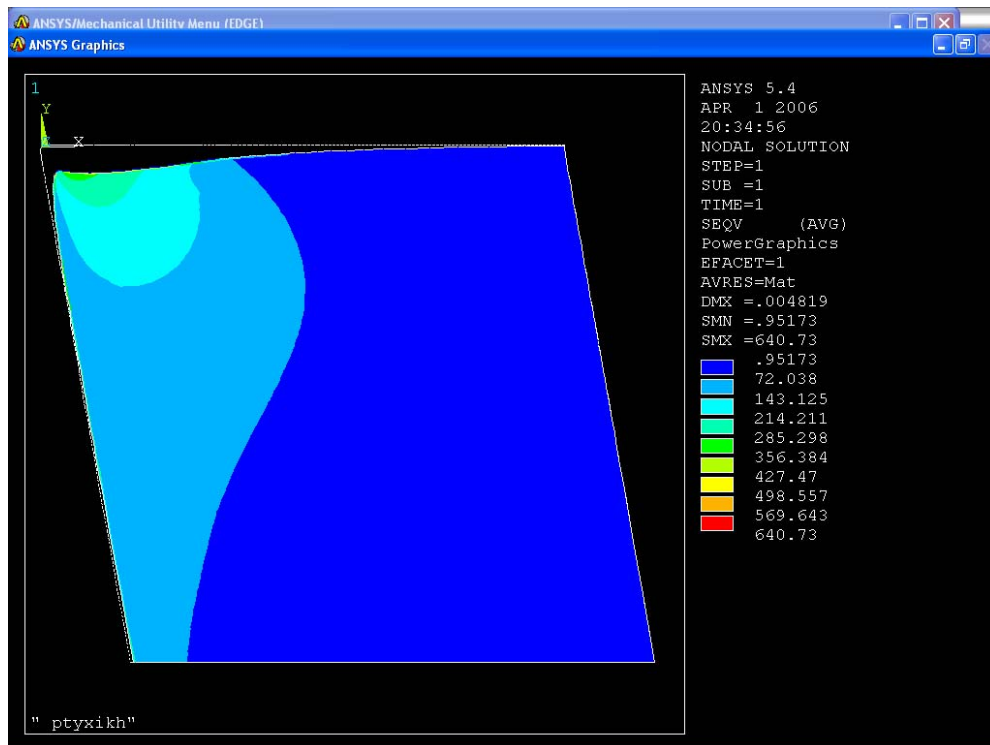 ANSYS/Mechanical Utility Menu (EDGE)
ANSYS Graphics
1
Y
X
ANSYS 5.4
APR 1 2006
20:34:56
NODAL SOLUTION
STEP=1
SUB =1
TIME=1
SEQV (AVG)
PowerGraphics
EFACET=1
AVRES=Mat
DMX =.004819
SMN =.95173
SMX =640.73
.95173
72.038
143.125
214.211
285.298
356.384
427.47
498.557
569.643
640.73
" ptyxikh"